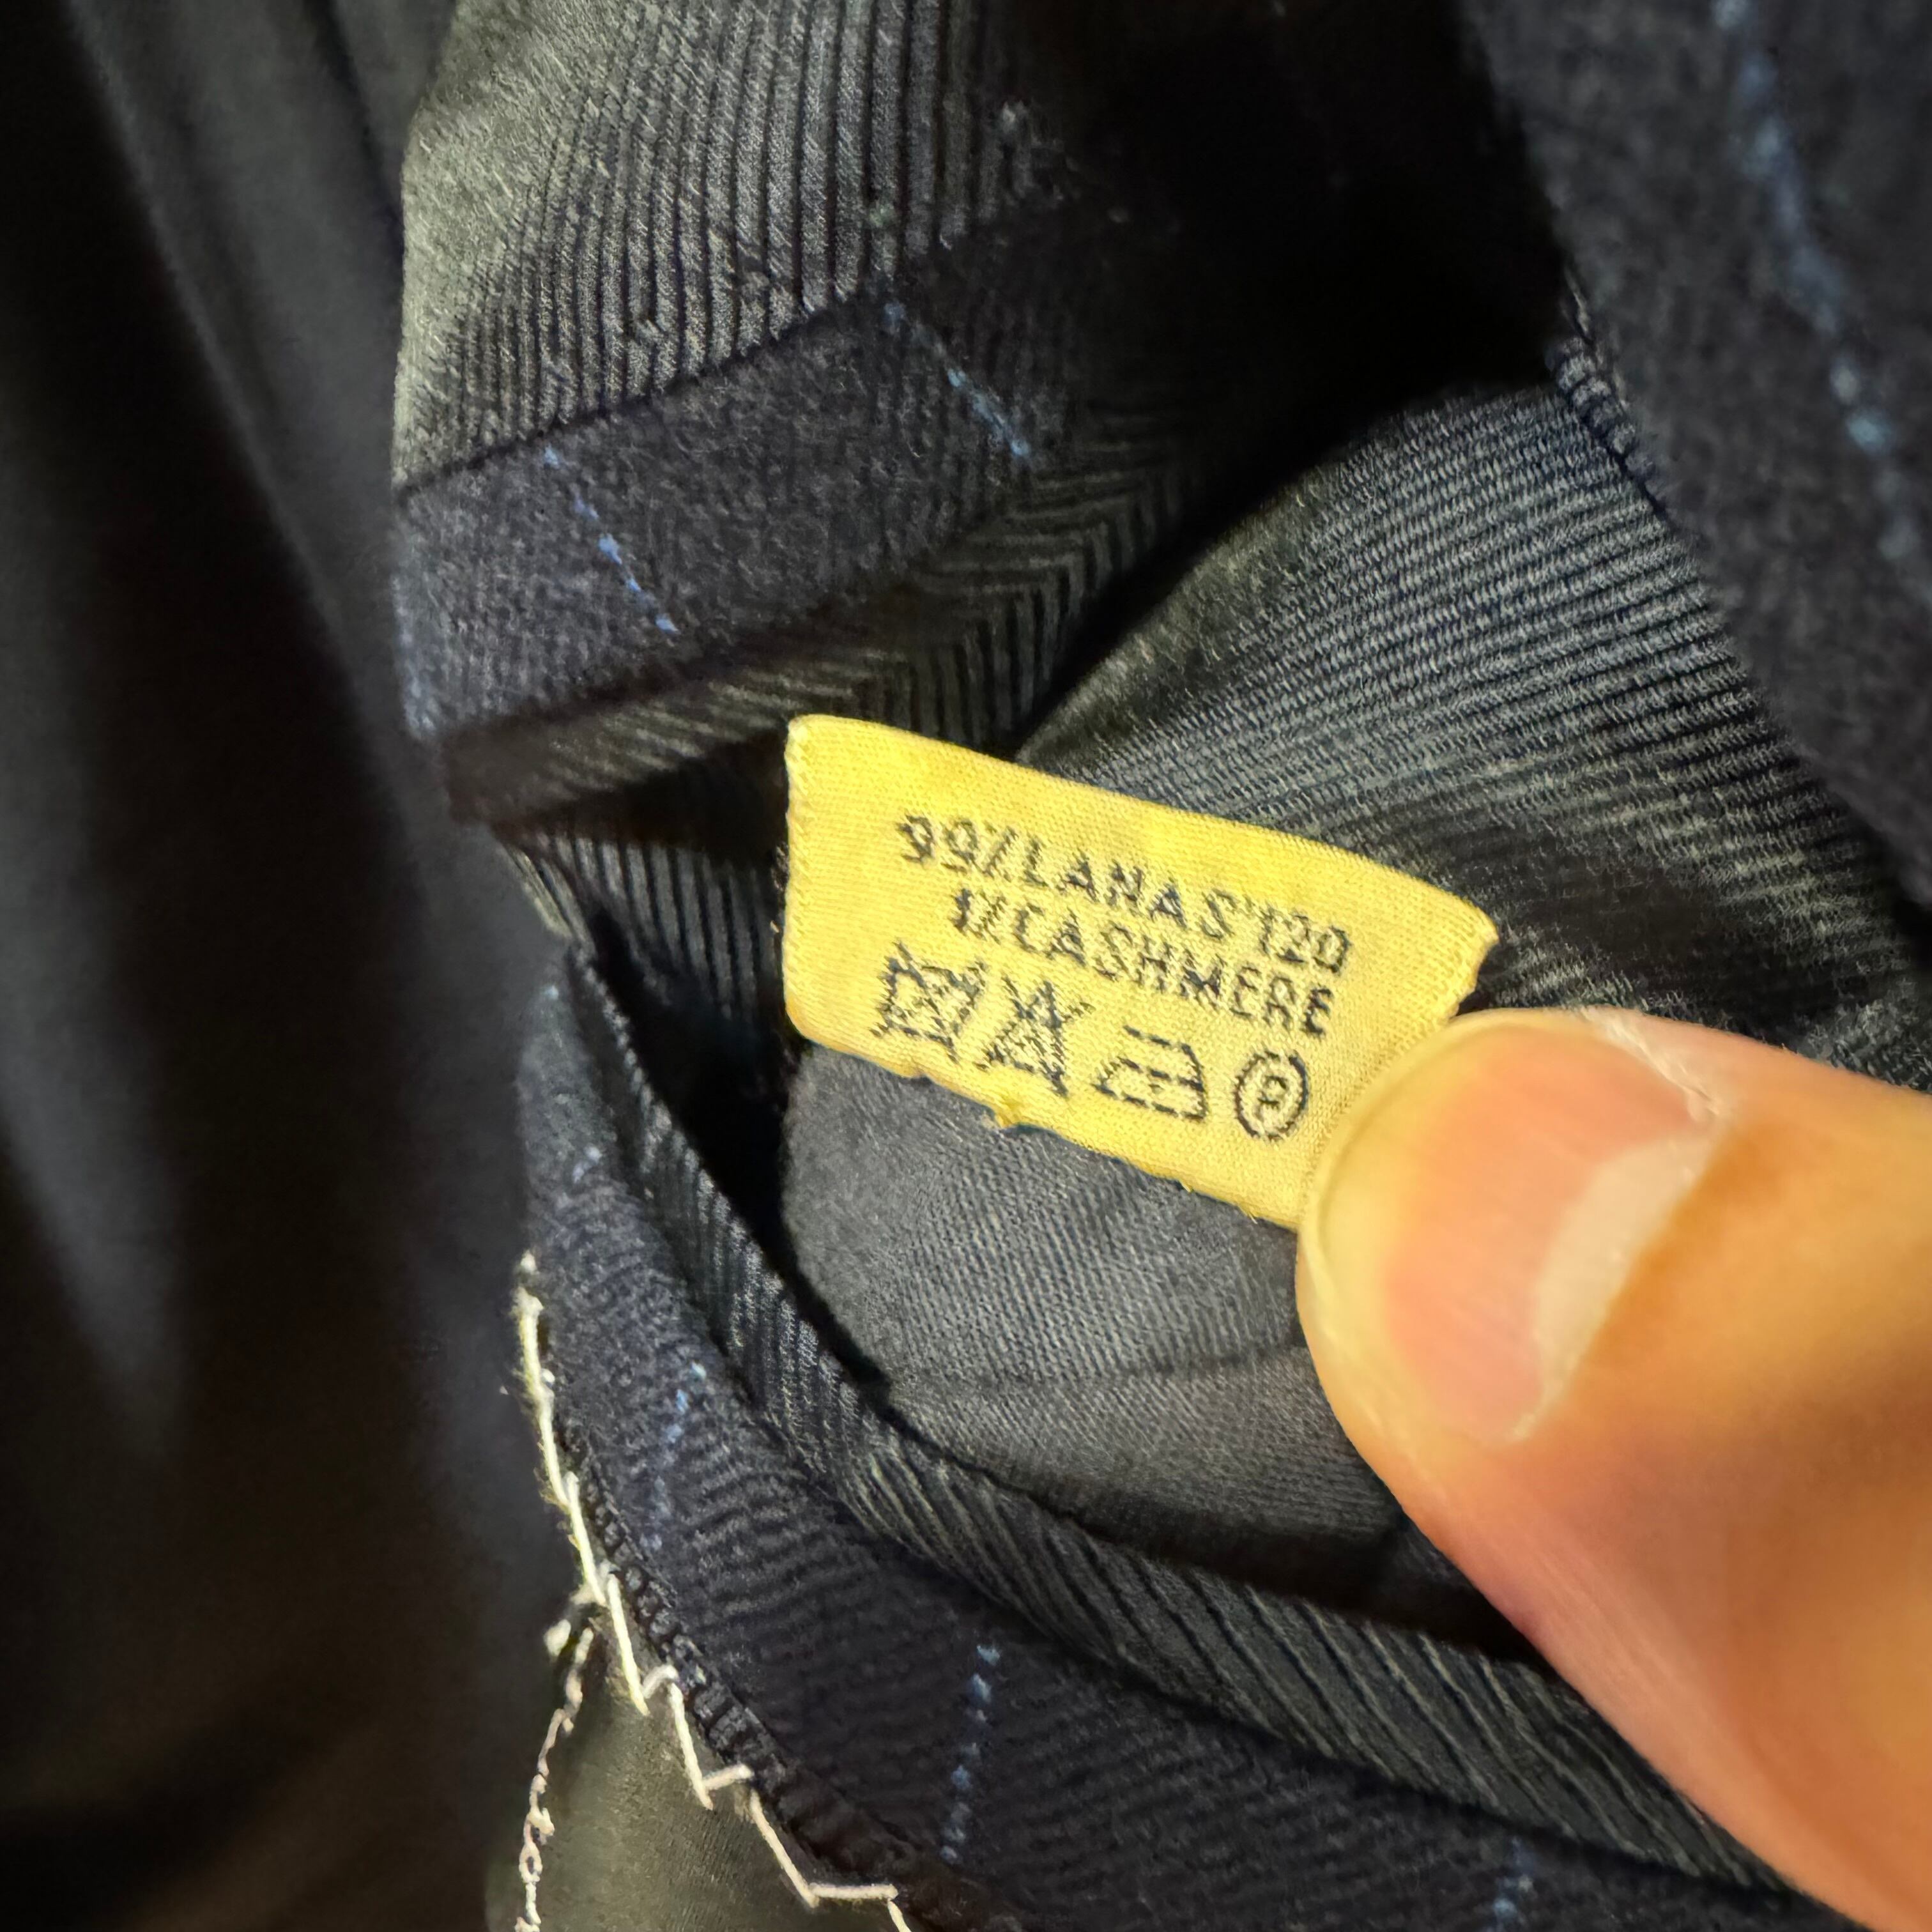 99% LANA S'120
1% CASHMERE
P